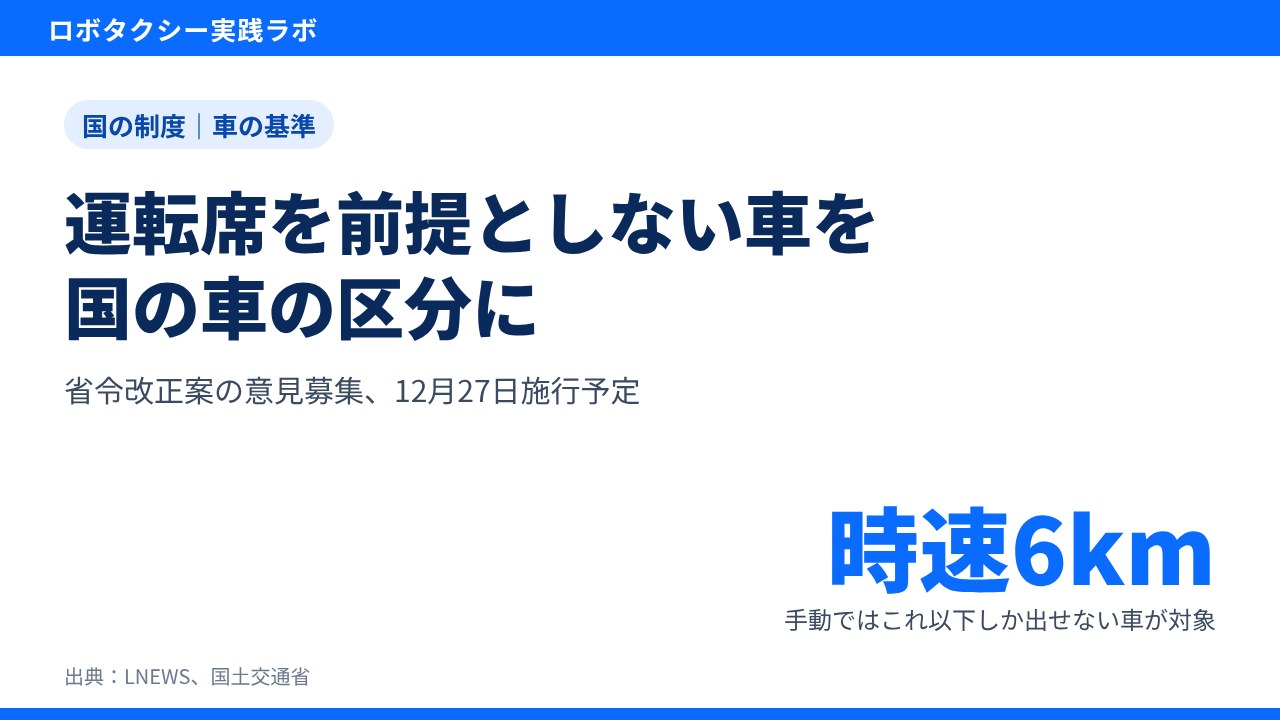 ロボタクシー実践ラボ
国の制度｜車の基準
運転席を前提としない車を
国の車の区分に
省令改正案の意見募集、12月27日施行予定
時速6km
手動ではこれ以下しか出せない車が対象
出典：LNEWS、国土交通省